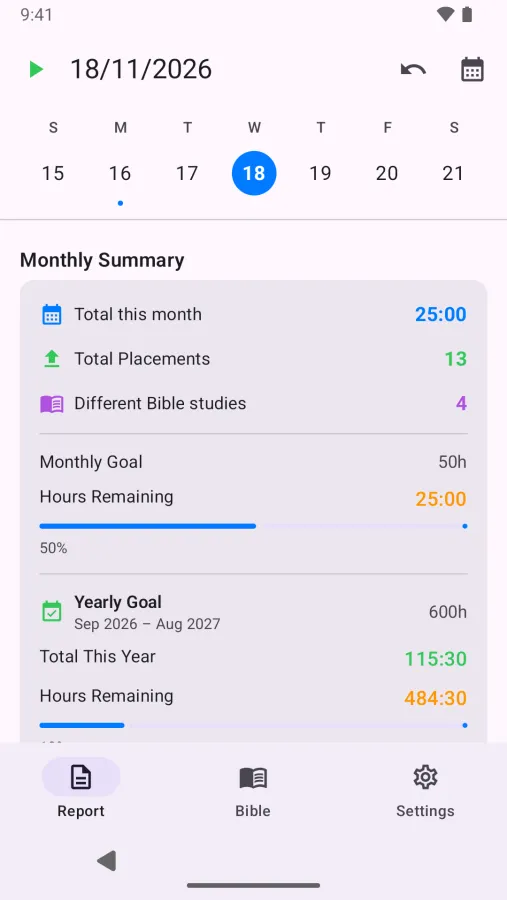 9:41
18/11/2026
S M T W T F S
15 16 17 18 19 20 21
Monthly Summary
Total this month 25:00
Total Placements 13
Different Bible studies 4
Monthly Goal 50h
Hours Remaining 25:00
50%
Yearly Goal 600h
Sep 2026 – Aug 2027
Total This Year 115:30
Hours Remaining 484:30
Report Bible Settings